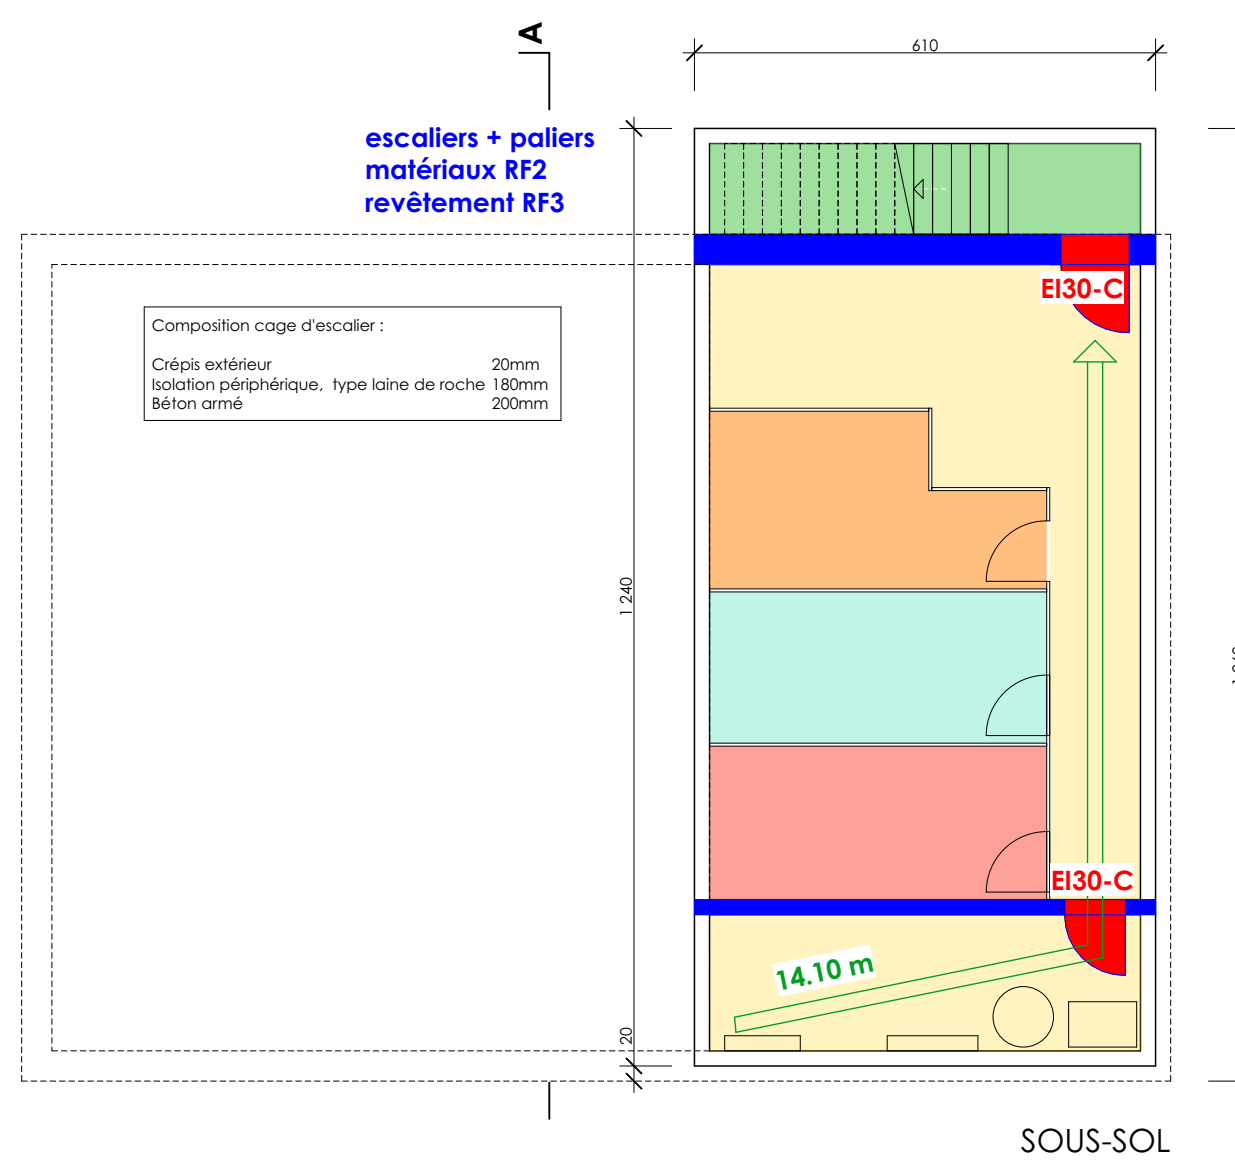 A
610
escaliers + paliers
matériaux RF2
revêtement RF3
EI30-C
Composition cage d'escalier :
Crépis extérieur 20mm
Isolation périphérique, type laine de roche 180mm
Béton armé 200mm
1 240
EI30-C
14.10 m
20
SOUS-SOL